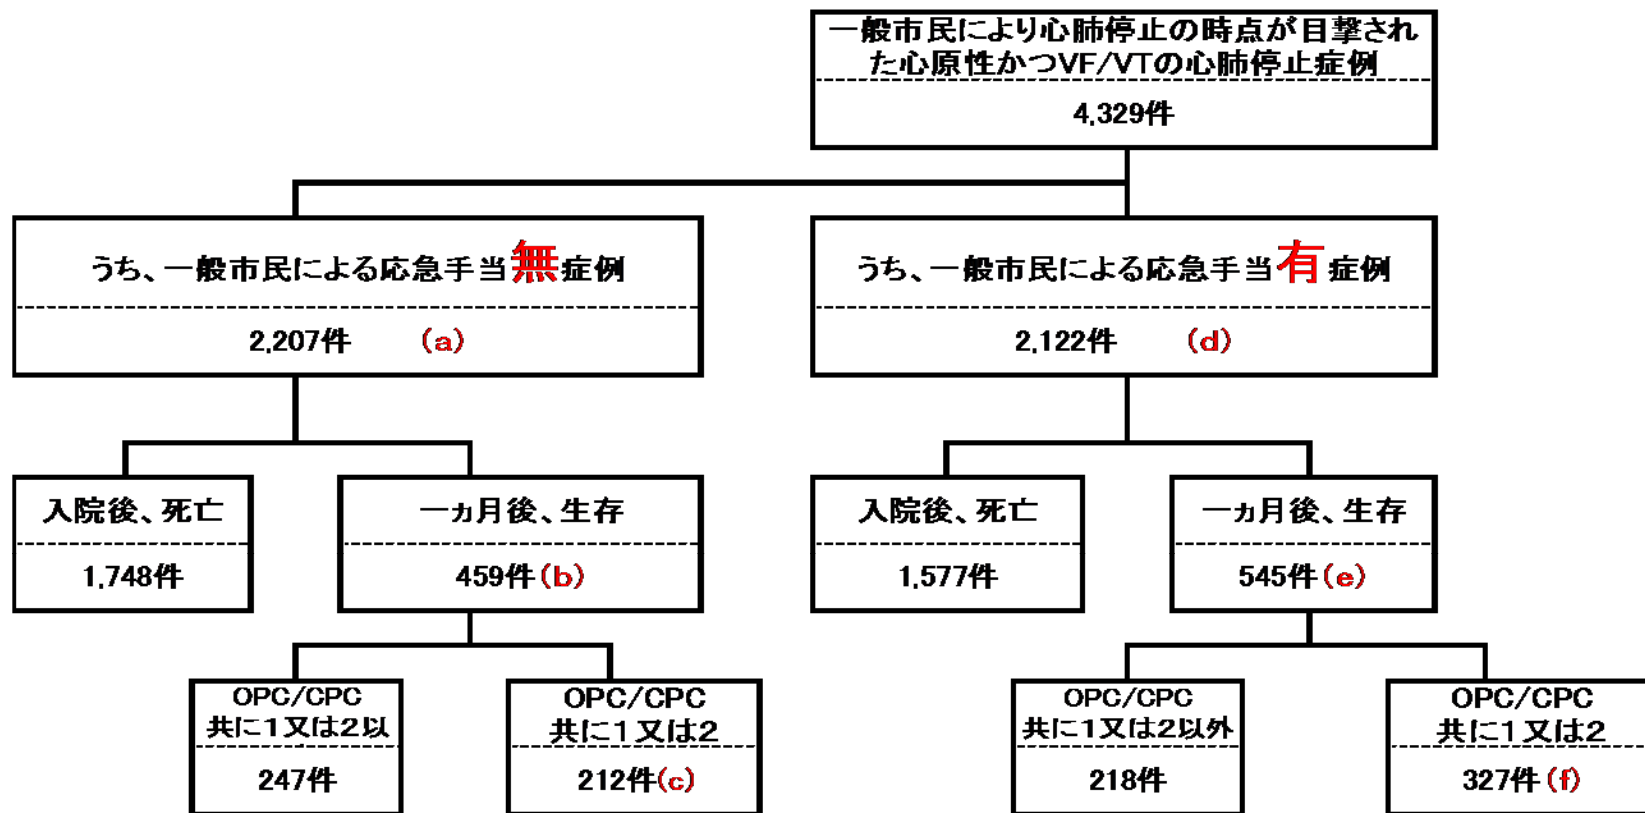 一般市民により心肺停止の時点が目撃され
た心原性かつVF/VTの心肺停止症例
4,329件
うち、一般市民による応急手当無症例
2,207件 (a)
うち、一般市民による応急手当有症例
2,122件 (d)
入院後、死亡
1,748件
一ヵ月後、生存
459件(b)
入院後、死亡
1,577件
一ヵ月後、生存
545件(e)
OPC/CPC
共に1又は2以
247件
OPC/CPC
共に1又は2
212件(c)
OPC/CPC
共に1又は2以外
218件
OPC/CPC
共に1又は2
327件(f)